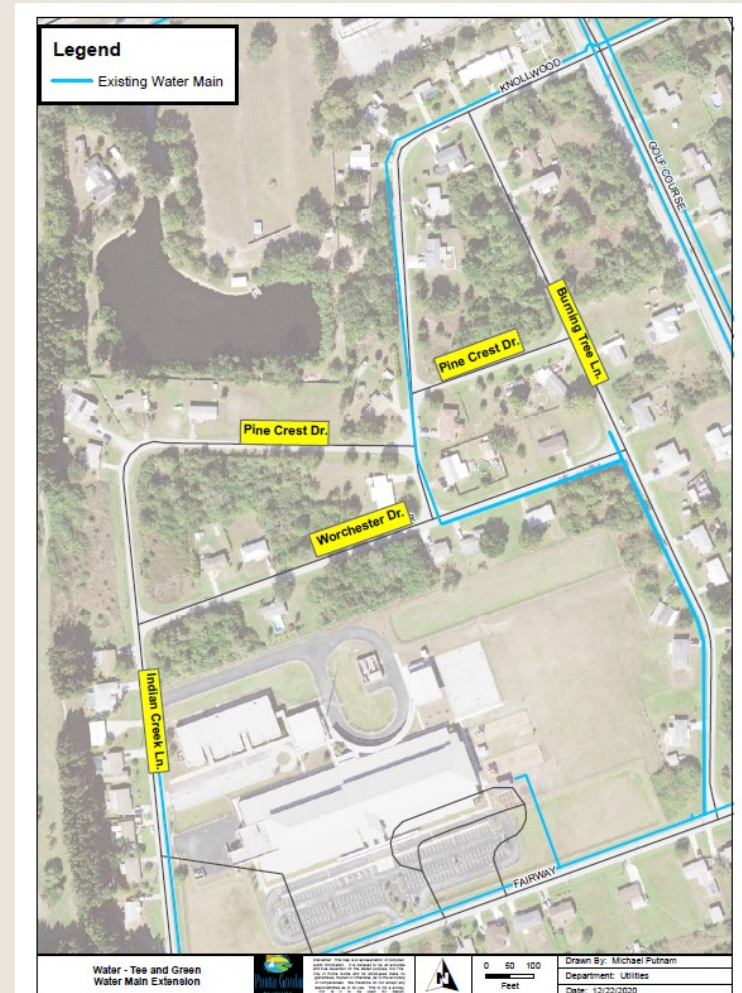 Legend
Existing Water Main
KNOLLWOOD
GOLF COURSE
Burning Tree Ln.
Pine Crest Dr.
Pine Crest Dr.
Worchester Dr.
Indian Creek Ln.
FAIRWAY
Water - Tee and Green
Water Main Extension
Punta Gorda
N
0 50 100
Feet
Drawn By: Michael Putnam
Department: Utilities
Date: 12/22/2020